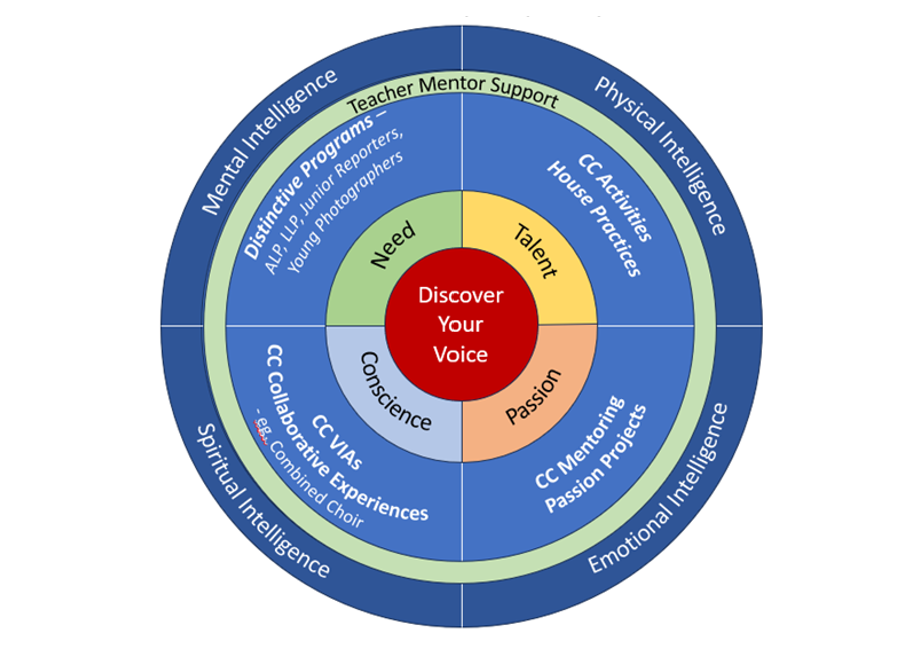 Mental Intelligence
Physical Intelligence
Teacher Mentor Support
Distinctive Programs –
ALP, LLP, Junior Reporters,
Young Photographers
CC Activities
House Practices
Need
Talent
Discover
Your
Voice
Conscience
Passion
CC VIAs
CC Collaborative Experiences
- eg. Combined Choir
CC Mentoring
Passion Projects
Spiritual Intelligence
Emotional Intelligence